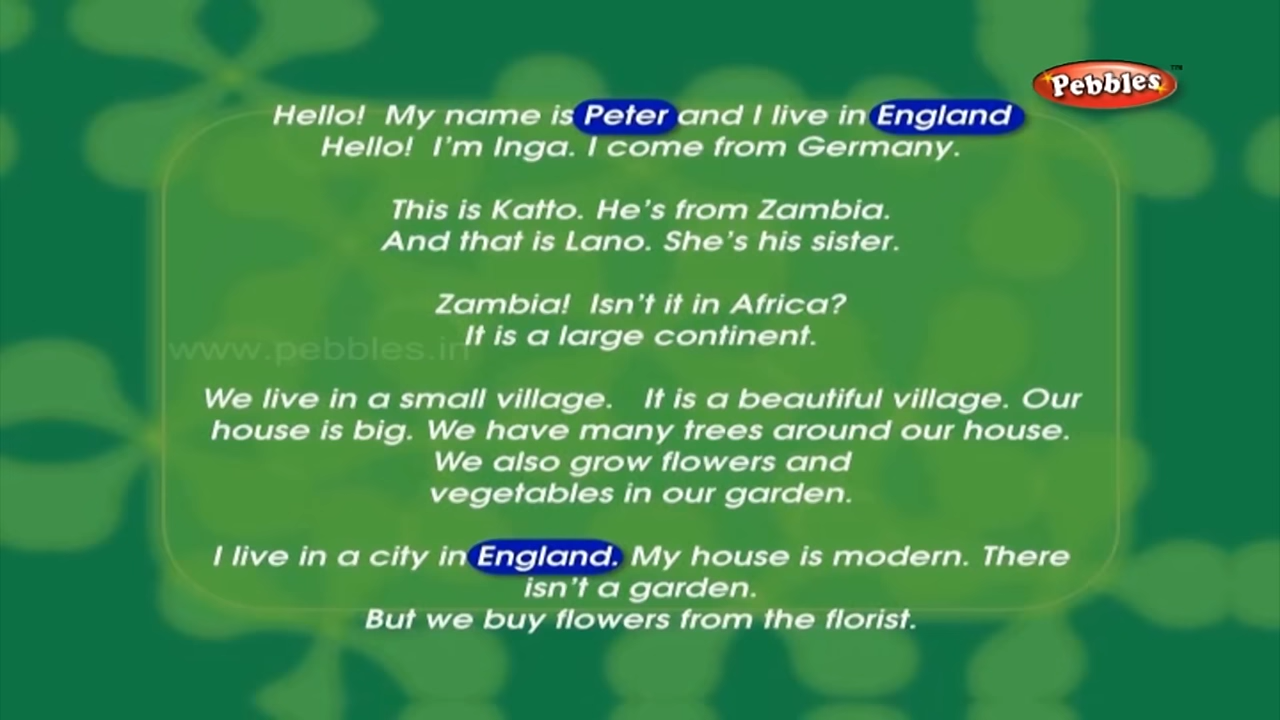 Pebbles™
Hello! My name is Peter and I live in England
Hello! I'm Inga. I come from Germany.
This is Katto. He's from Zambia.
And that is Lano. She's his sister.
Zambia! Isn't it in Africa?
It is a large continent.
www.pebbles.in
We live in a small village. It is a beautiful village. Our
house is big. We have many trees around our house.
We also grow flowers and
vegetables in our garden.
I live in a city in England. My house is modern. There
isn't a garden.
But we buy flowers from the florist.